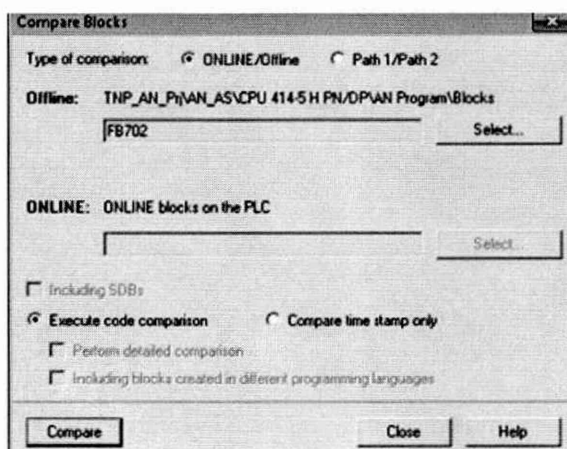 Compare Blocks
Type of comparison: ONLINE/Offline Path 1/Path 2
Offline: TNP_AN_Prj\AN_AS\CPU 414-5 H PN/DP\AN Program\Blocks
FB702 Select...
ONLINE: ONLINE blocks on the PLC
Select...
Including SDBs
Execute code comparison Compare time stamp only
Perform detailed comparison
Including blocks created in different programming languages
Compare Close Help